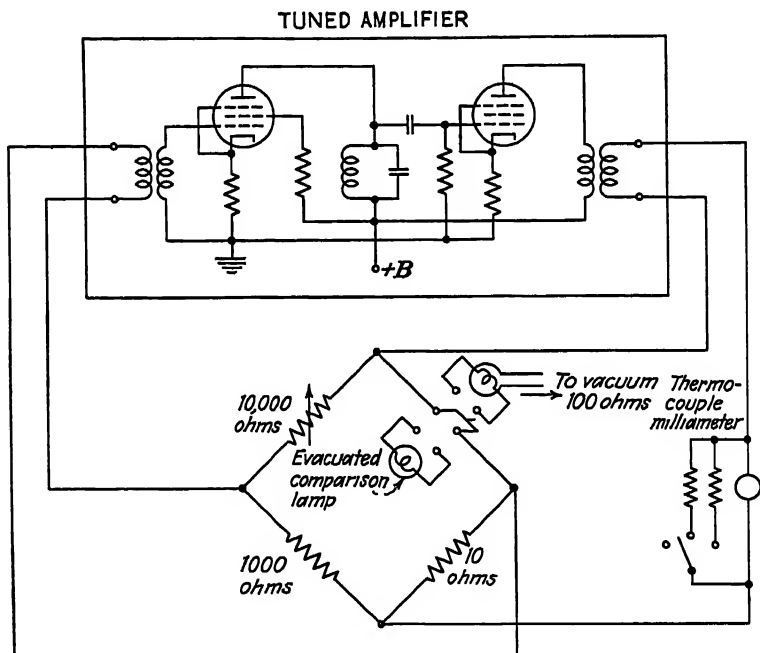 TUNED AMPLIFIER
+B
10,000
ohms
To vacuum
100 ohms
Thermo-
couple
milliameter
Evacuated
comparison
lamp
1000
ohms
10
ohms